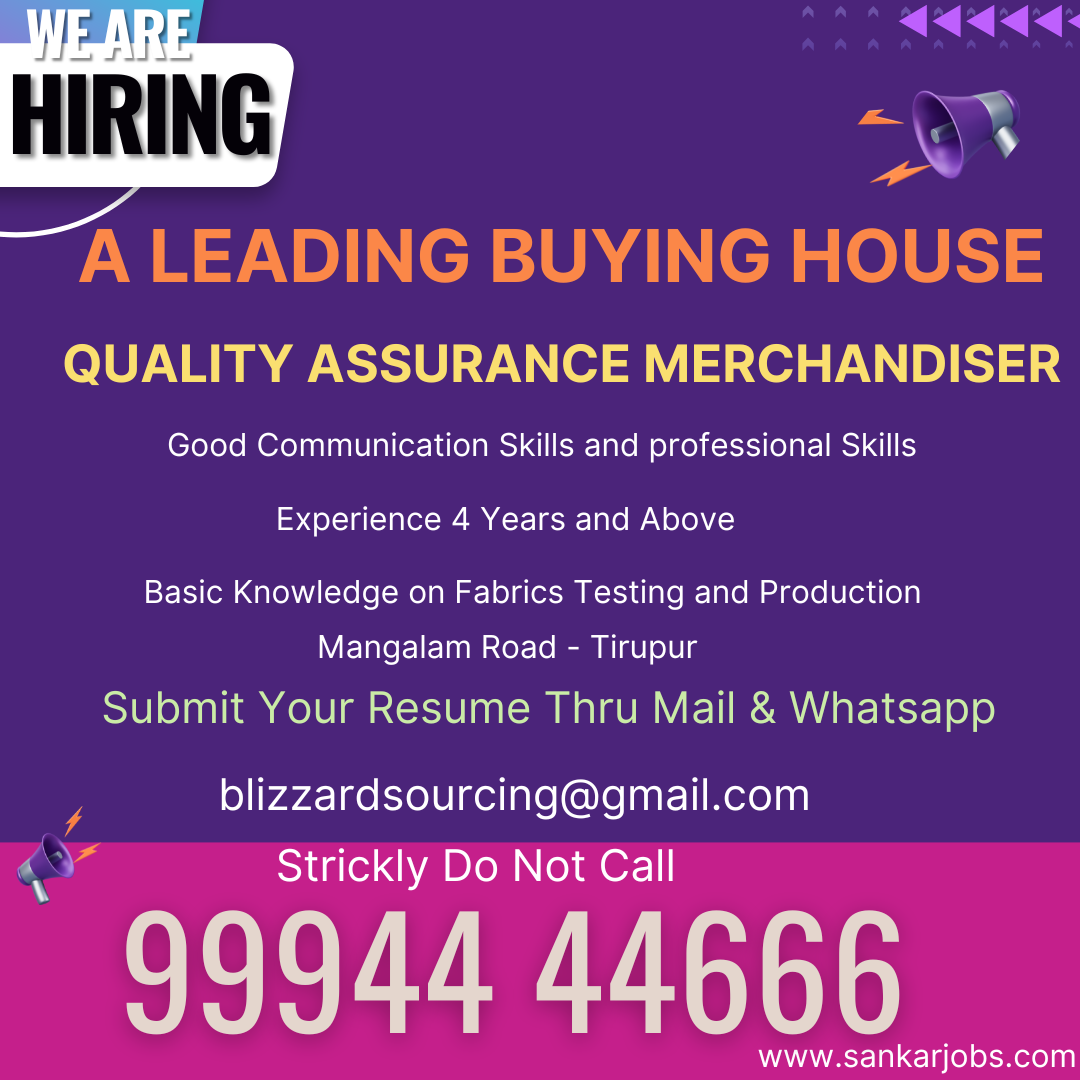 WE ARE
HIRING
A LEADING BUYING HOUSE
QUALITY ASSURANCE MERCHANDISER
Good Communication Skills and professional Skills
Experience 4 Years and Above
Basic Knowledge on Fabrics Testing and Production
Mangalam Road - Tirupur
Submit Your Resume Thru Mail & Whatsapp
blizzardsourcing@gmail.com
Strickly Do Not Call
99944 44666
www.sankarjobs.com